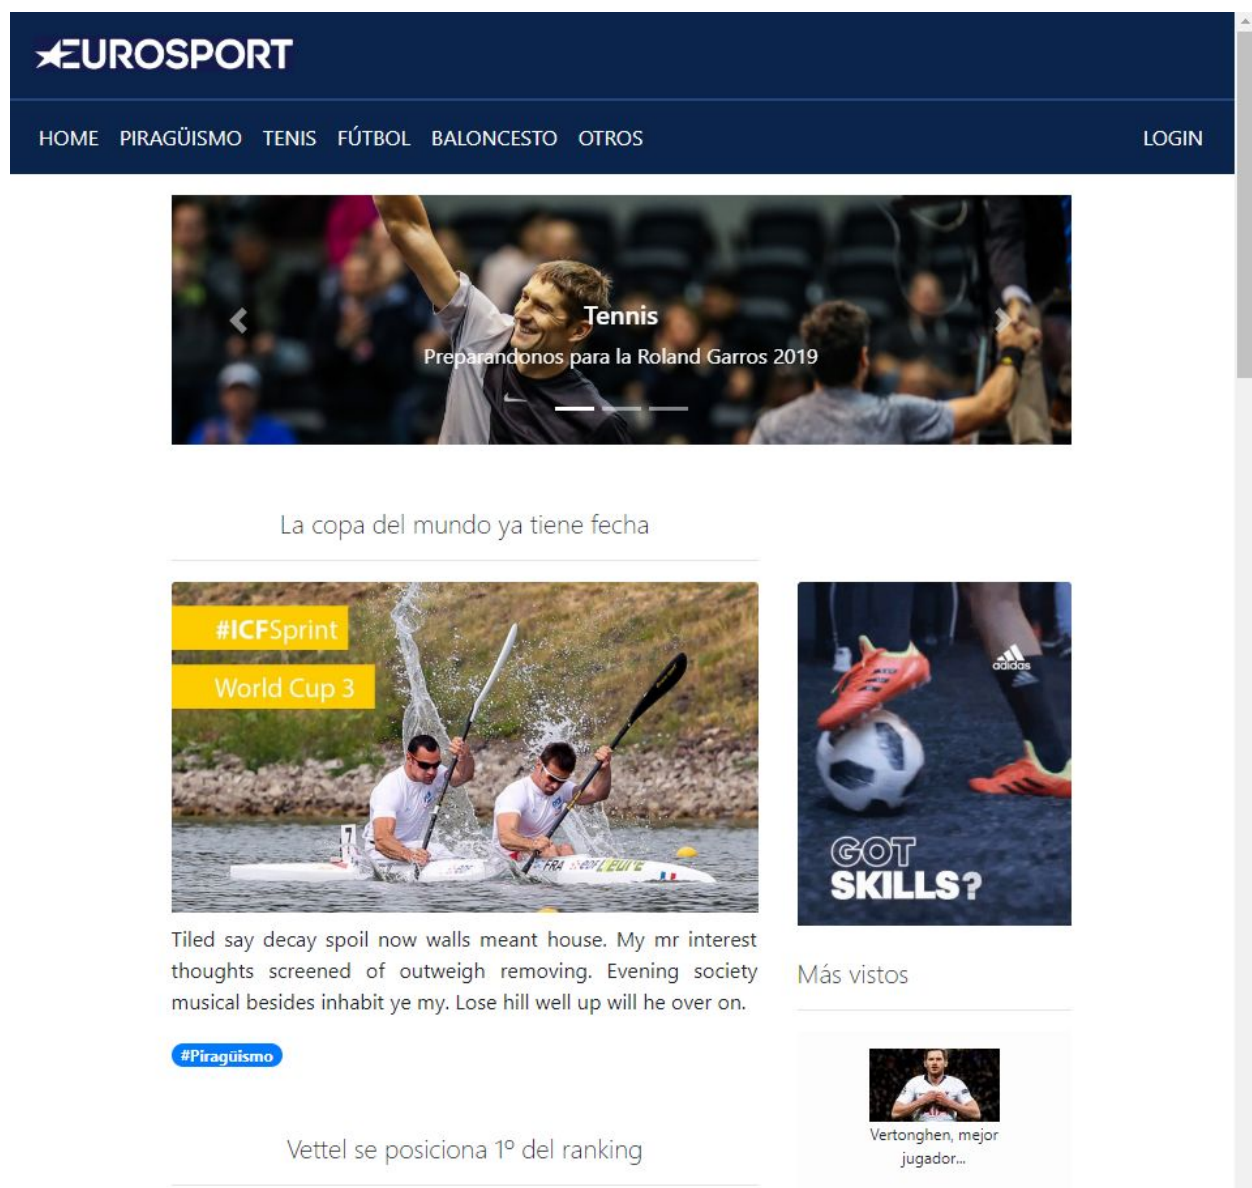 EUROSPORT
HOME PIRAGÜISMO TENIS FÚTBOL BALONCESTO OTROS LOGIN
Tennis
Preparandonos para la Roland Garros 2019
La copa del mundo ya tiene fecha
#ICFSprint
World Cup 3
7
FRA
adidas
GOT
SKILLS?
Tiled say decay spoil now walls meant house. My mr interest
thoughts screened of outweigh removing. Evening society
musical besides inhabit ye my. Lose hill well up will he over on.
#Piragüismo
Más vistos
Vertonghen, mejor
jugador...
Vettel se posiciona 1º del ranking